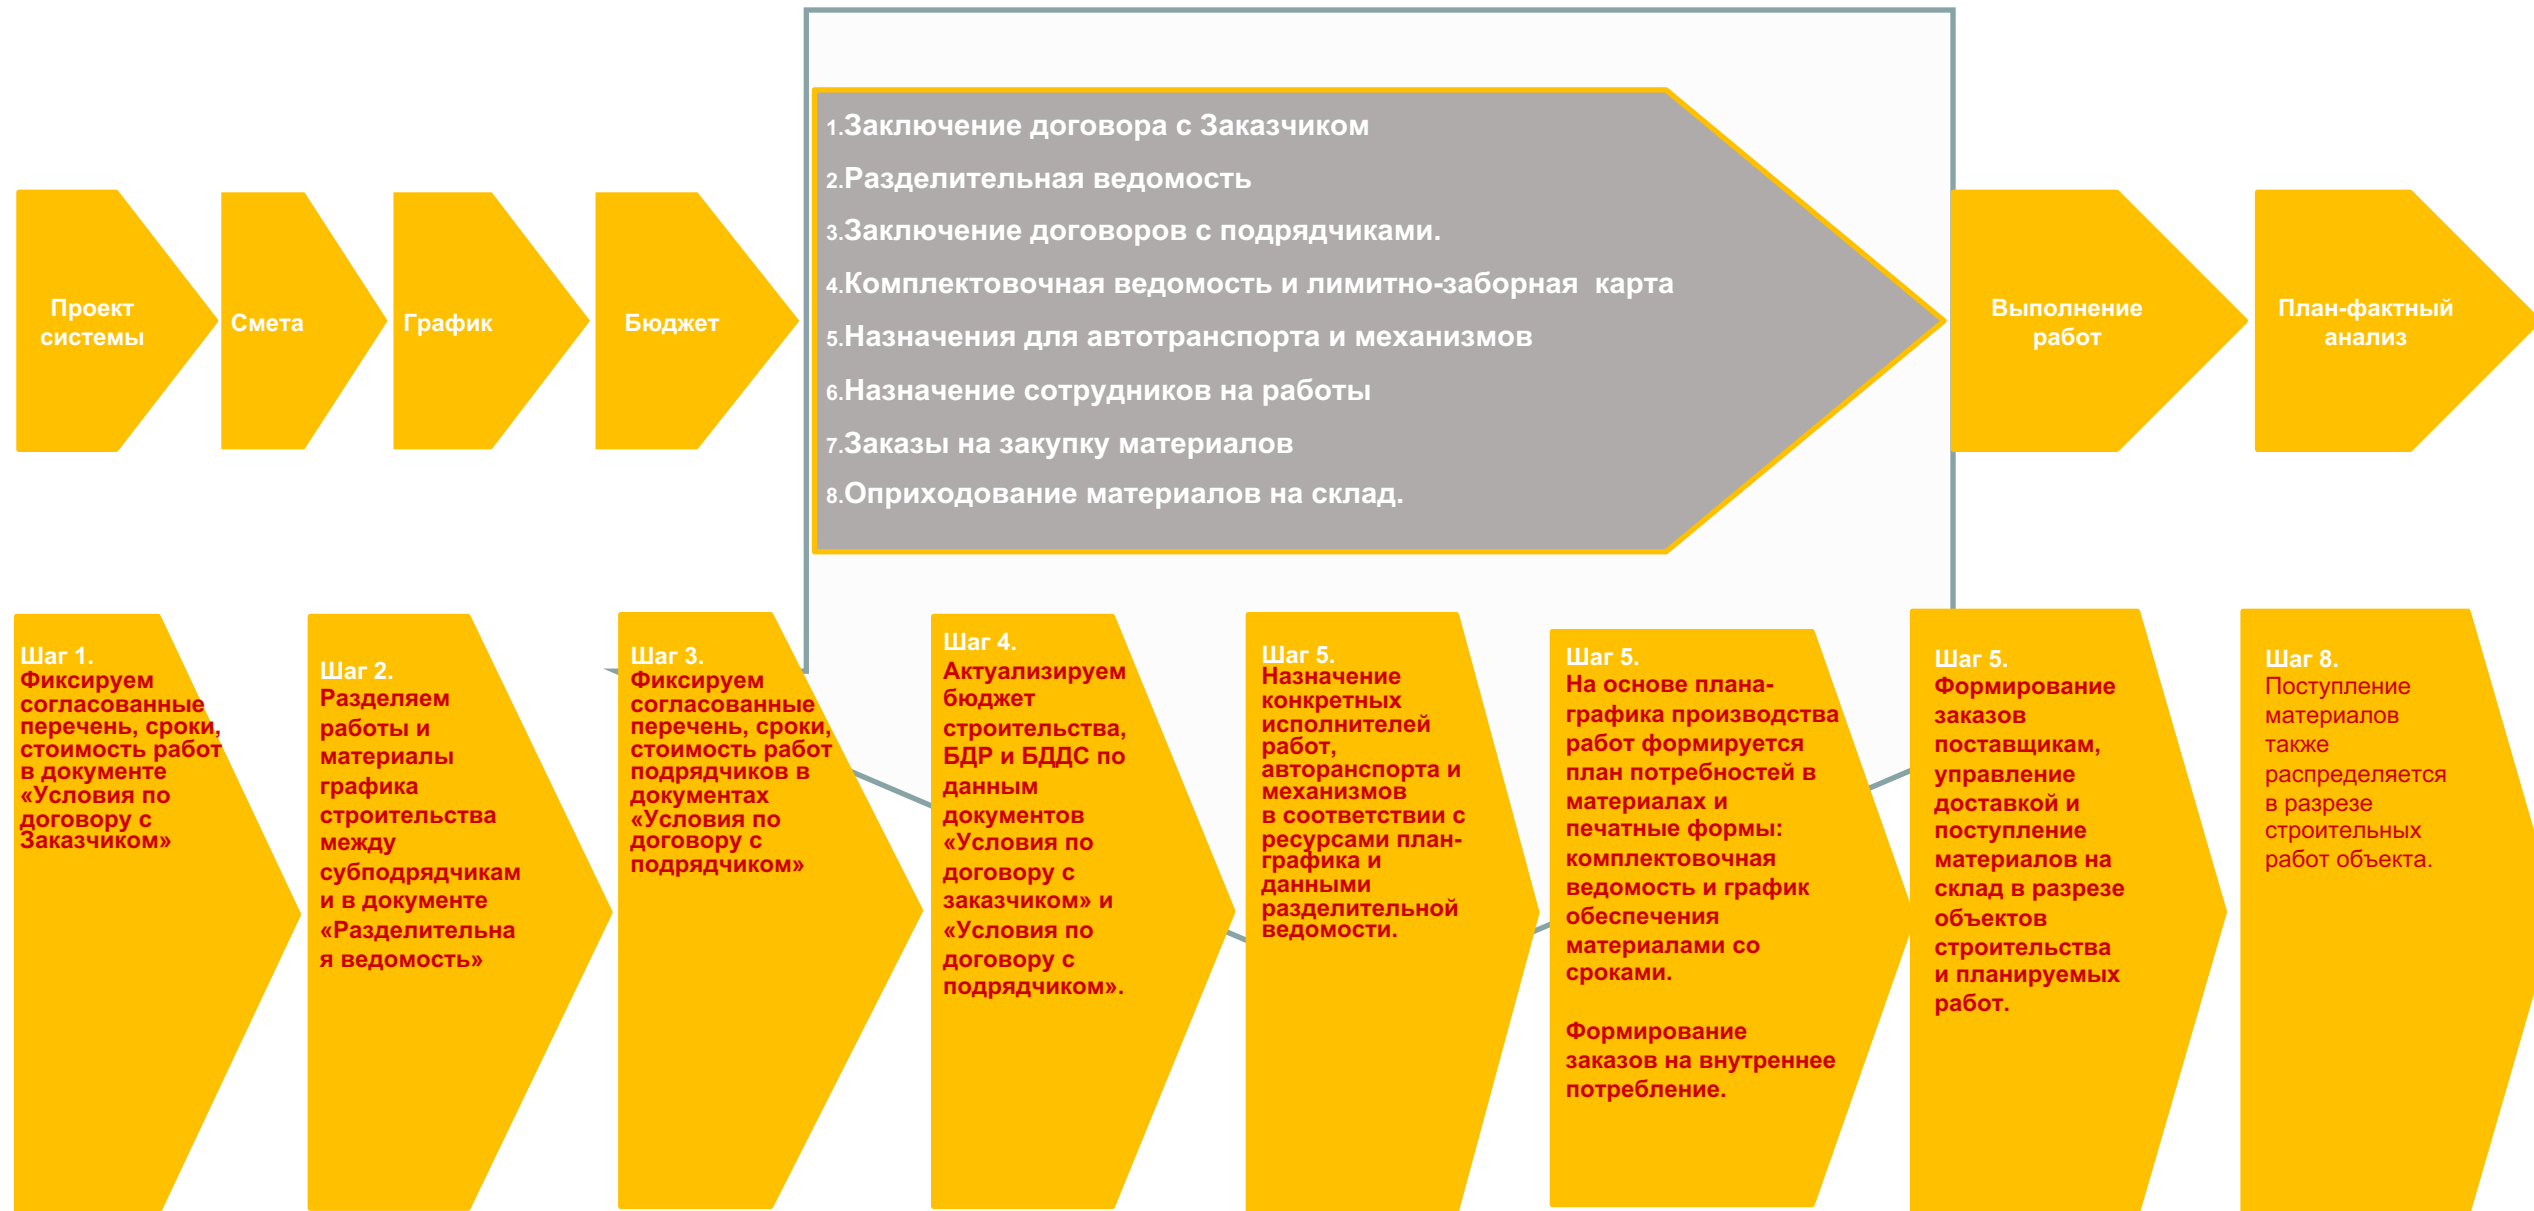 Проект
системы
Смета
График
Бюджет
1.Заключение договора с Заказчиком
2.Разделительная ведомость
3.Заключение договоров с подрядчиками.
4.Комплектовочная ведомость и лимитно-заборная карта
5.Назначения для автотранспорта и механизмов
6.Назначение сотрудников на работы
7.Заказы на закупку материалов
8.Оприходование материалов на склад.
Выполнение
работ
План-фактный
анализ
Шаг 1.
Фиксируем
согласованные
перечень, сроки,
стоимость работ
в документе
«Условия по
договору с
Заказчиком»
Шаг 2.
Разделяем
работы и
материалы
графика
строительства
между
субподрядчикам
и в документе
«Разделительна
я ведомость»
Шаг 3.
Фиксируем
согласованные
перечень, сроки,
стоимость работ
подрядчиков в
документах
«Условия по
договору с
подрядчиком»
Шаг 4.
Актуализируем
бюджет
строительства,
БДР и БДДС по
данным
документов
«Условия по
договору с
заказчиком» и
«Условия по
договору с
подрядчиком».
Шаг 5.
Назначение
конкретных
исполнителей
работ,
авторанспорта и
механизмов
в соответствии с
ресурсами план-
графика и
данными
разделительной
ведомости.
Шаг 5.
На основе плана-
графика производства
работ формируется
план потребностей в
материалах и
печатные формы:
комплектовочная
ведомость и график
обеспечения
материалами со
сроками.
Формирование
заказов на внутреннее
потребление.
Шаг 5.
Формирование
заказов
поставщикам,
управление
доставкой и
поступление
материалов на
склад в разрезе
объектов
строительства
и планируемых
работ.
Шаг 8.
Поступление
материалов
также
распределяется
в разрезе
строительных
работ объекта.